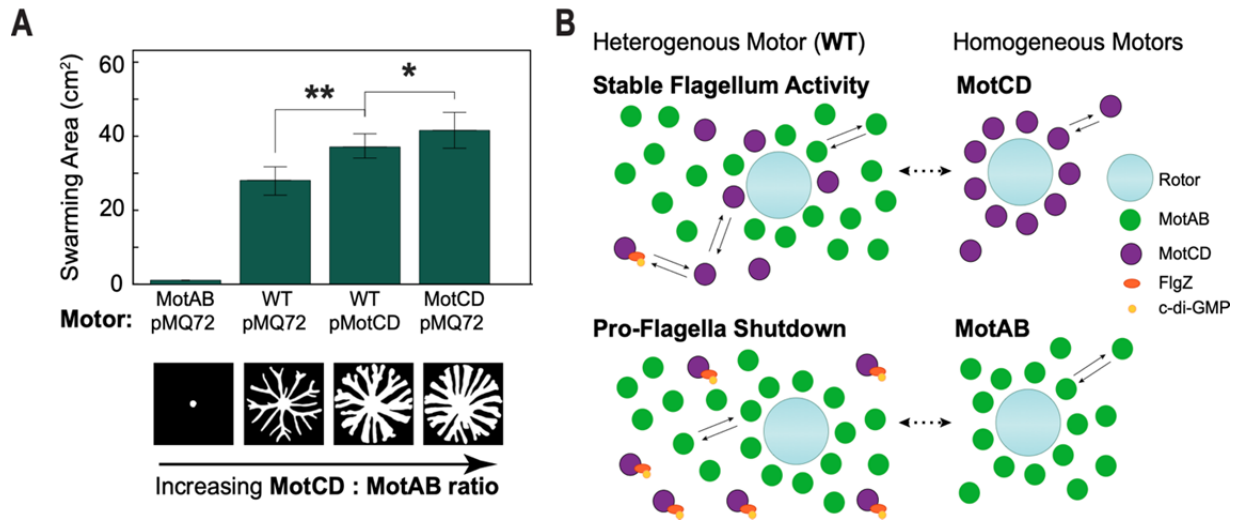 A
Swarming Area (cm²)
60
40
20
0
**
*
Motor:
MotAB
pMQ72
WT
pMQ72
WT
pMotCD
MotCD
pMQ72
Increasing MotCD : MotAB ratio
B
Heterogenous Motor (WT)
Homogeneous Motors
Stable Flagellum Activity
MotCD
Rotor
MotAB
MotCD
FlgZ
c-di-GMP
Pro-Flagella Shutdown
MotAB